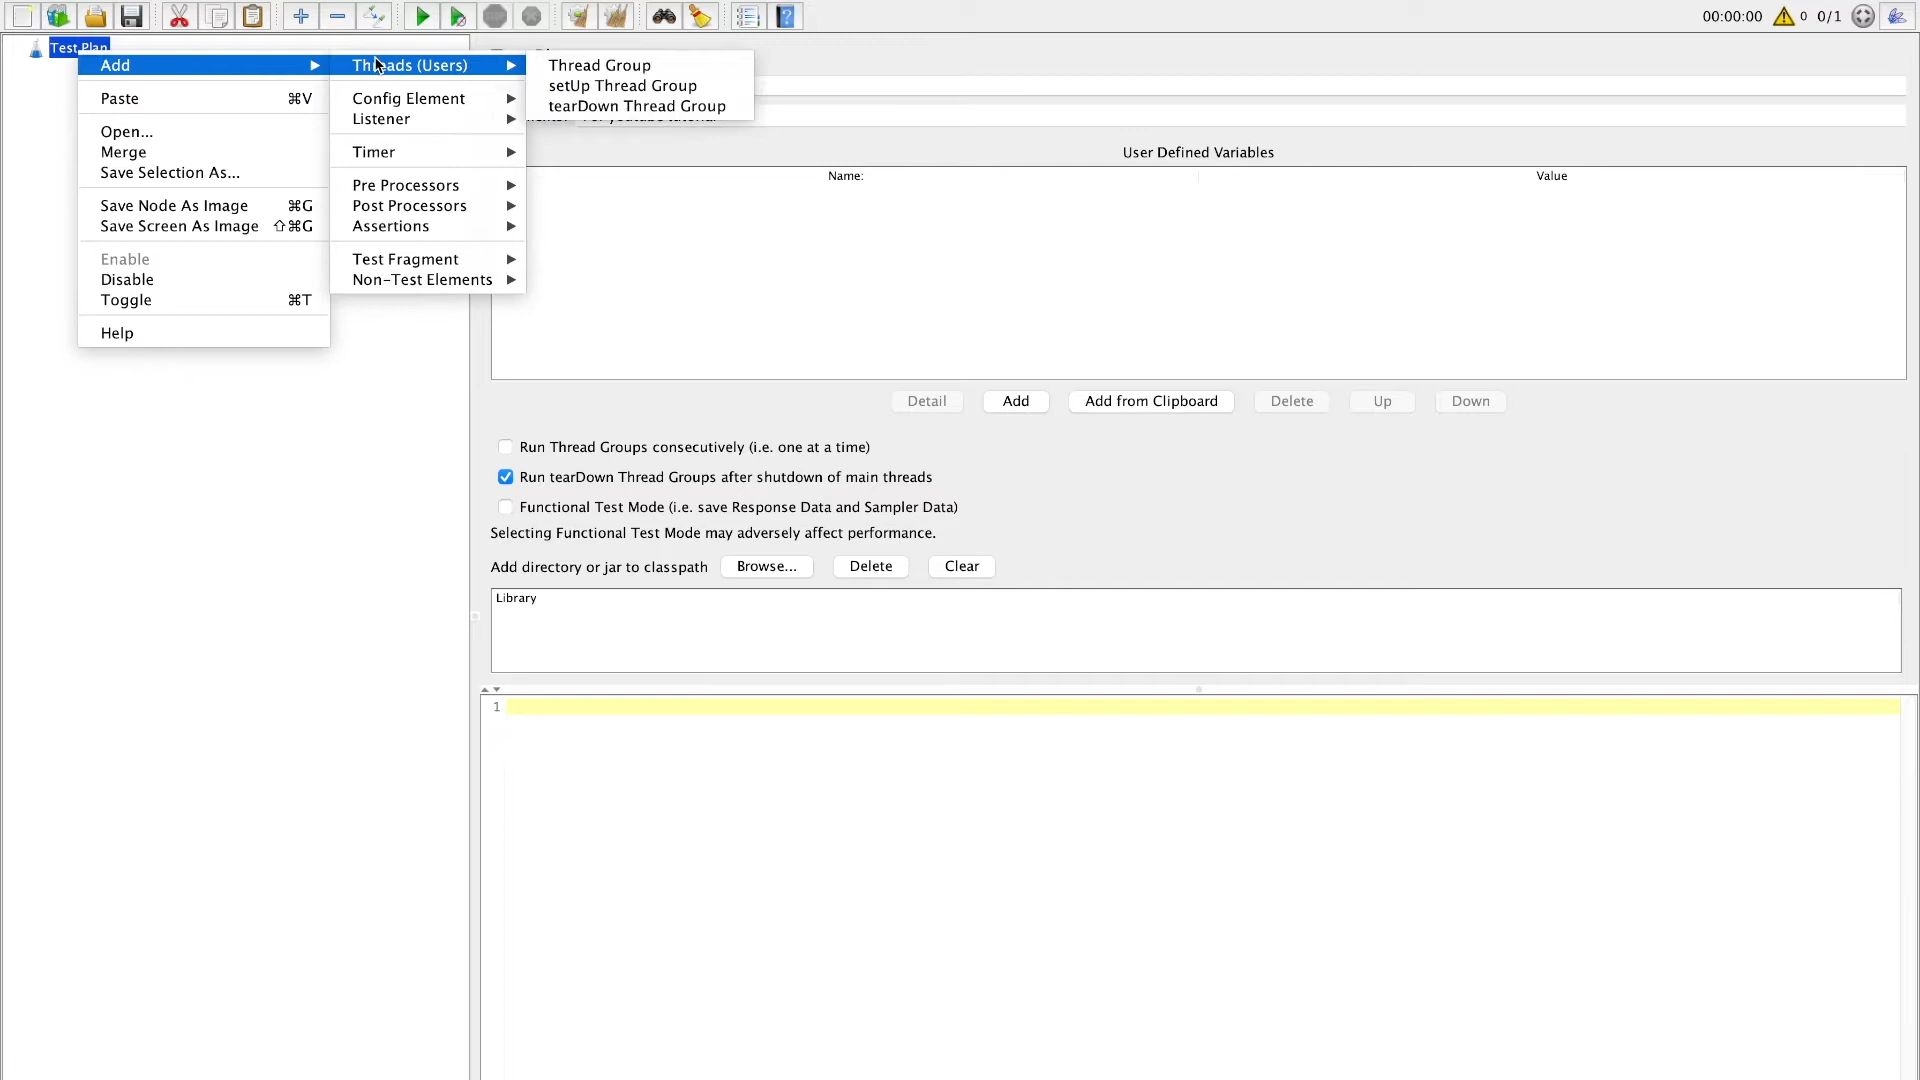 00:00:00 0 0/1
Test Plan
Add
Paste ⌘V
Open...
Merge
Save Selection As...
Save Node As Image ⌘G
Save Screen As Image ⇧⌘G
Enable
Disable
Toggle ⌘T
Help
Threads (Users)
Config Element
Listener
Timer
Pre Processors
Post Processors
Assertions
Test Fragment
Non-Test Elements
Thread Group
setUp Thread Group
tearDown Thread Group
User Defined Variables
Name: Value
Detail Add Add from Clipboard Delete Up Down
Run Thread Groups consecutively (i.e. one at a time)
Run tearDown Thread Groups after shutdown of main threads
Functional Test Mode (i.e. save Response Data and Sampler Data)
Selecting Functional Test Mode may adversely affect performance.
Add directory or jar to classpath Browse... Delete Clear
Library
1